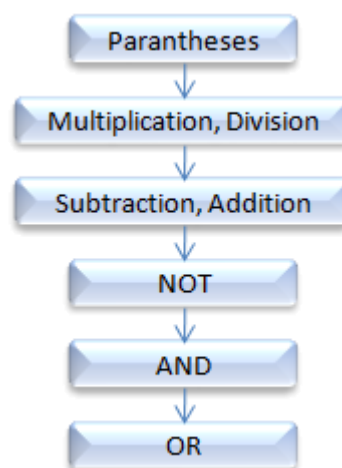 Parantheses
Multiplication, Division
Subtraction, Addition
NOT
AND
OR